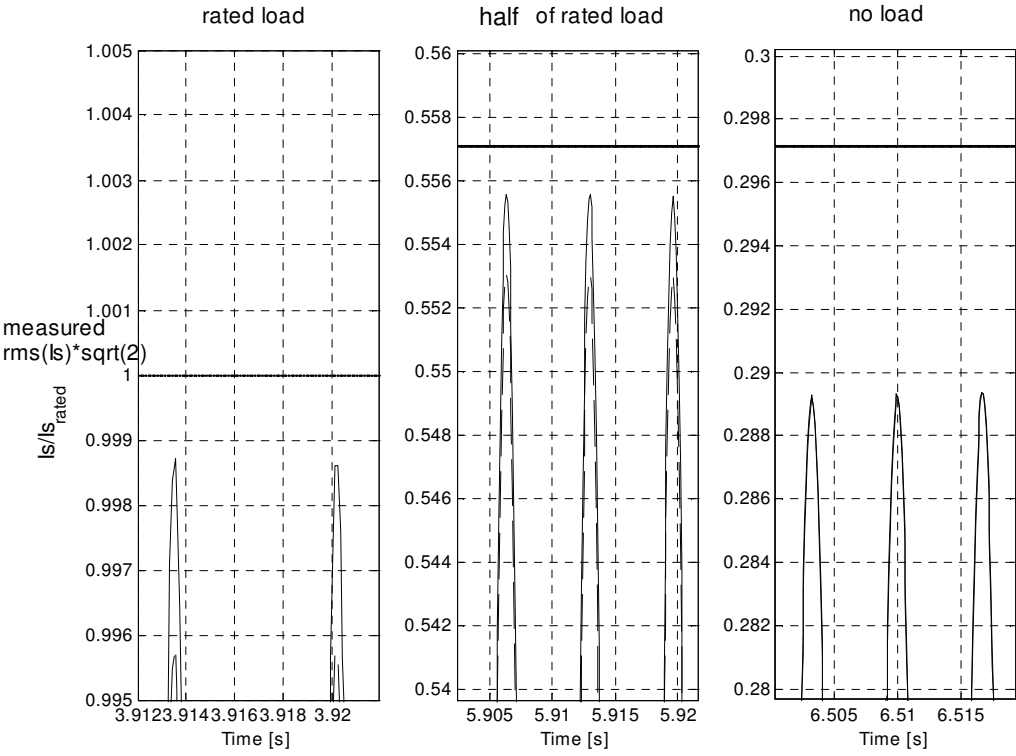 rated load
half of rated load
no load
1.005
1.004
1.003
1.002
1.001
measured
rms(Is)*sqrt(2)
1
Is/Is rated
0.999
0.998
0.997
0.996
0.995
3.912 3.914 3.916 3.918 3.92
Time [s]
0.56
0.558
0.556
0.554
0.552
0.55
0.548
0.546
0.544
0.542
0.54
5.905 5.91 5.915 5.92
Time [s]
0.3
0.298
0.296
0.294
0.292
0.29
0.288
0.286
0.284
0.282
0.28
6.505 6.51 6.515
Time [s]